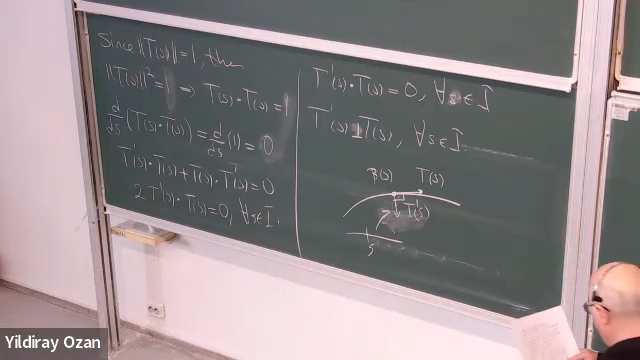 Since ||T(s)|| = 1, then
||T(s)||² = 1 ⇒ T(s)·T(s) = 1
d/ds (T(s)·T(s)) = d/ds (1) = 0
T'(s)·T(s) + T(s)·T'(s) = 0
2 T'(s)·T(s) = 0, ∀s∈I.
T'(s)·T(s) = 0, ∀s∈I
T'(s) ⊥ T(s), ∀s∈I.
β(s) T(s)
T'(s)
s
Yildiray Ozan